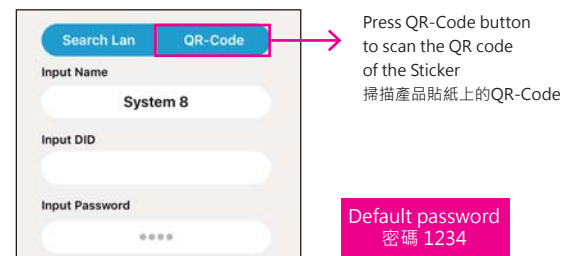 Search Lan QR-Code
Input Name
System 8
Input DID
Input Password
Press QR-Code button
to scan the QR code
of the Sticker
掃描產品貼紙上的QR-Code
Default password
密碼 1234